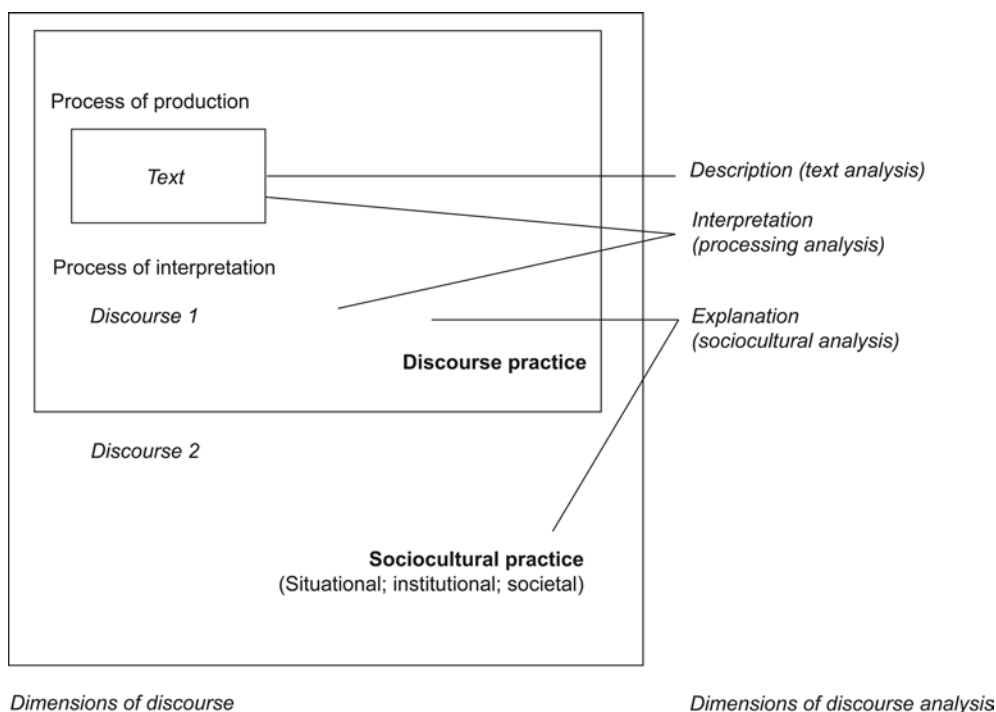 Process of production
Text
Description (text analysis)
Interpretation
(processing analysis)
Process of interpretation
Discourse 1
Explanation
(sociocultural analysis)
Discourse practice
Discourse 2
Sociocultural practice
(Situational; institutional; societal)
Dimensions of discourse
Dimensions of discourse analysis